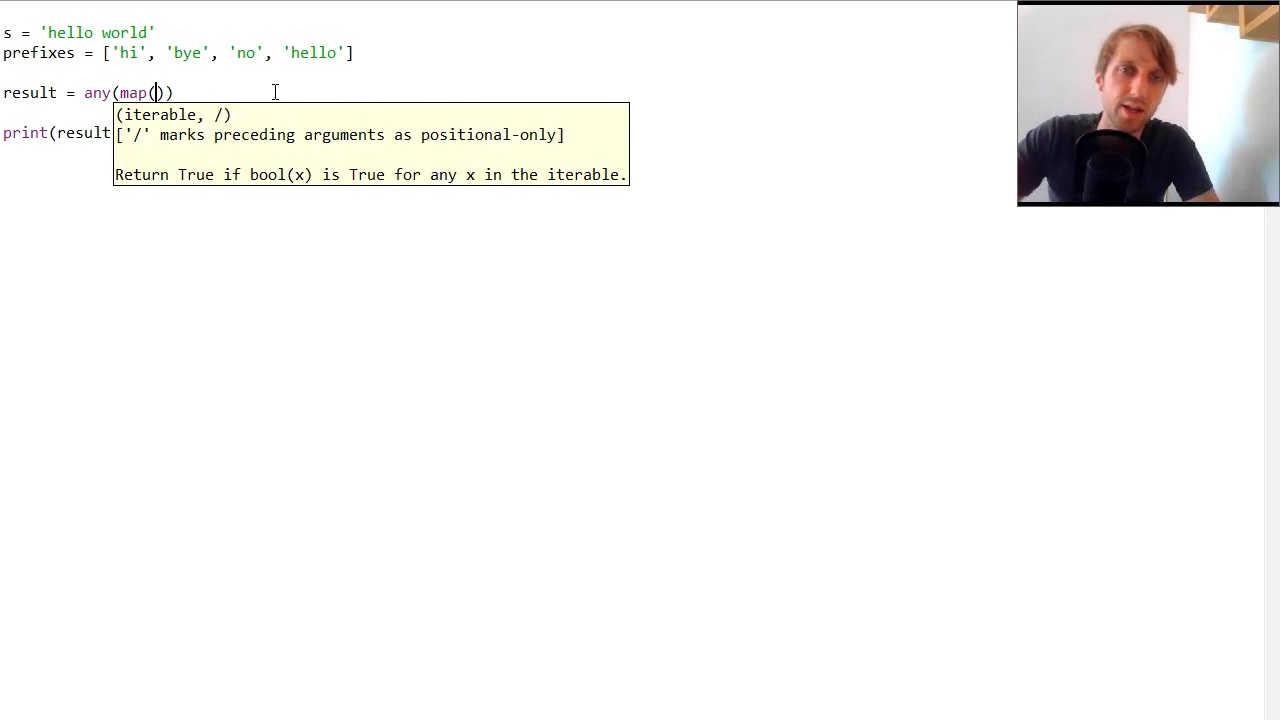 s = 'hello world'
prefixes = ['hi', 'bye', 'no', 'hello']
result = any(map())
(iterable, /)
print(result
['/' marks preceding arguments as positional-only]
Return True if bool(x) is True for any x in the iterable.